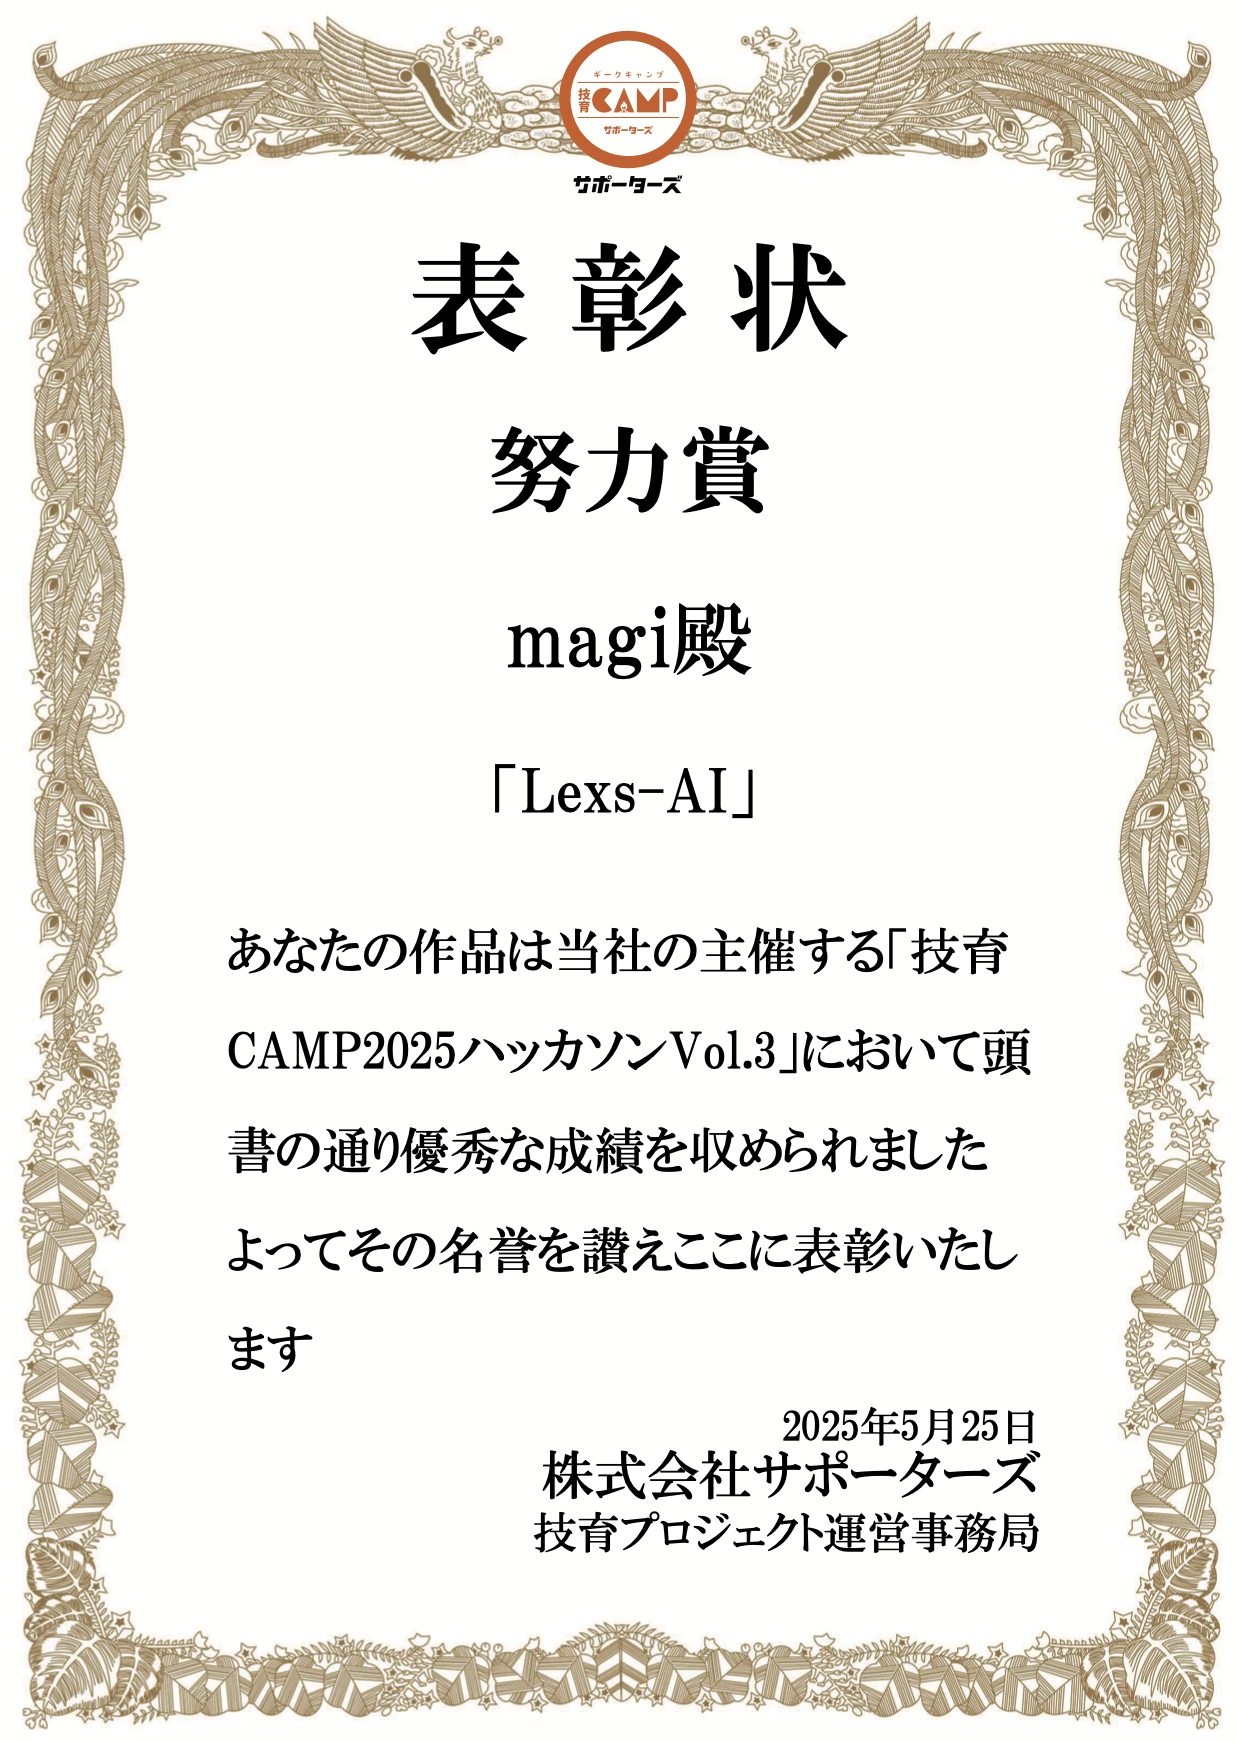 ギークキャンプ
技育CAMP
サポーターズ
サポーターズ
表彰状
努力賞
magi殿
「Lexs-AI」
あなたの作品は当社の主催する「技育
CAMP2025ハッカソンVol.3」において頭
書の通り優秀な成績を収められました
よってその名誉を讃えここに表彰いたし
ます
2025年5月25日
株式会社サポーターズ
技育プロジェクト運営事務局